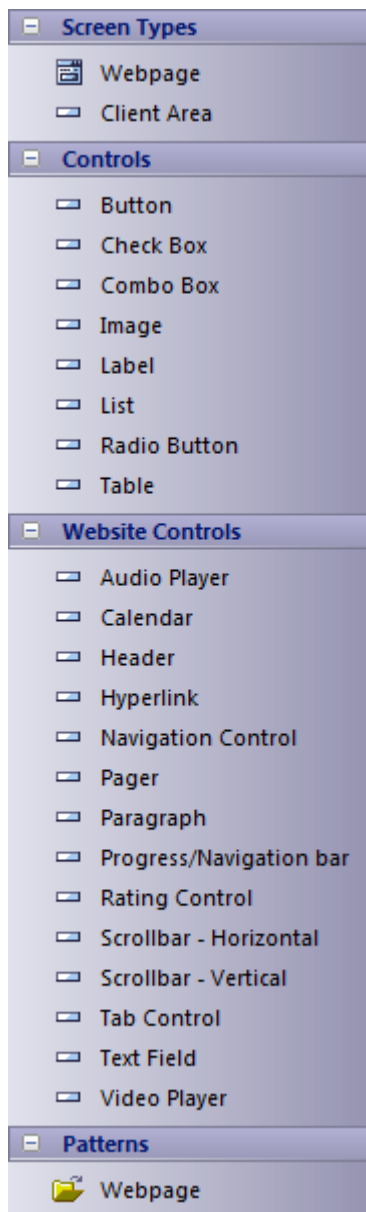 Screen Types
Webpage
Client Area
Controls
Button
Check Box
Combo Box
Image
Label
List
Radio Button
Table
Website Controls
Audio Player
Calendar
Header
Hyperlink
Navigation Control
Pager
Paragraph
Progress/Navigation bar
Rating Control
Scrollbar - Horizontal
Scrollbar - Vertical
Tab Control
Text Field
Video Player
Patterns
Webpage